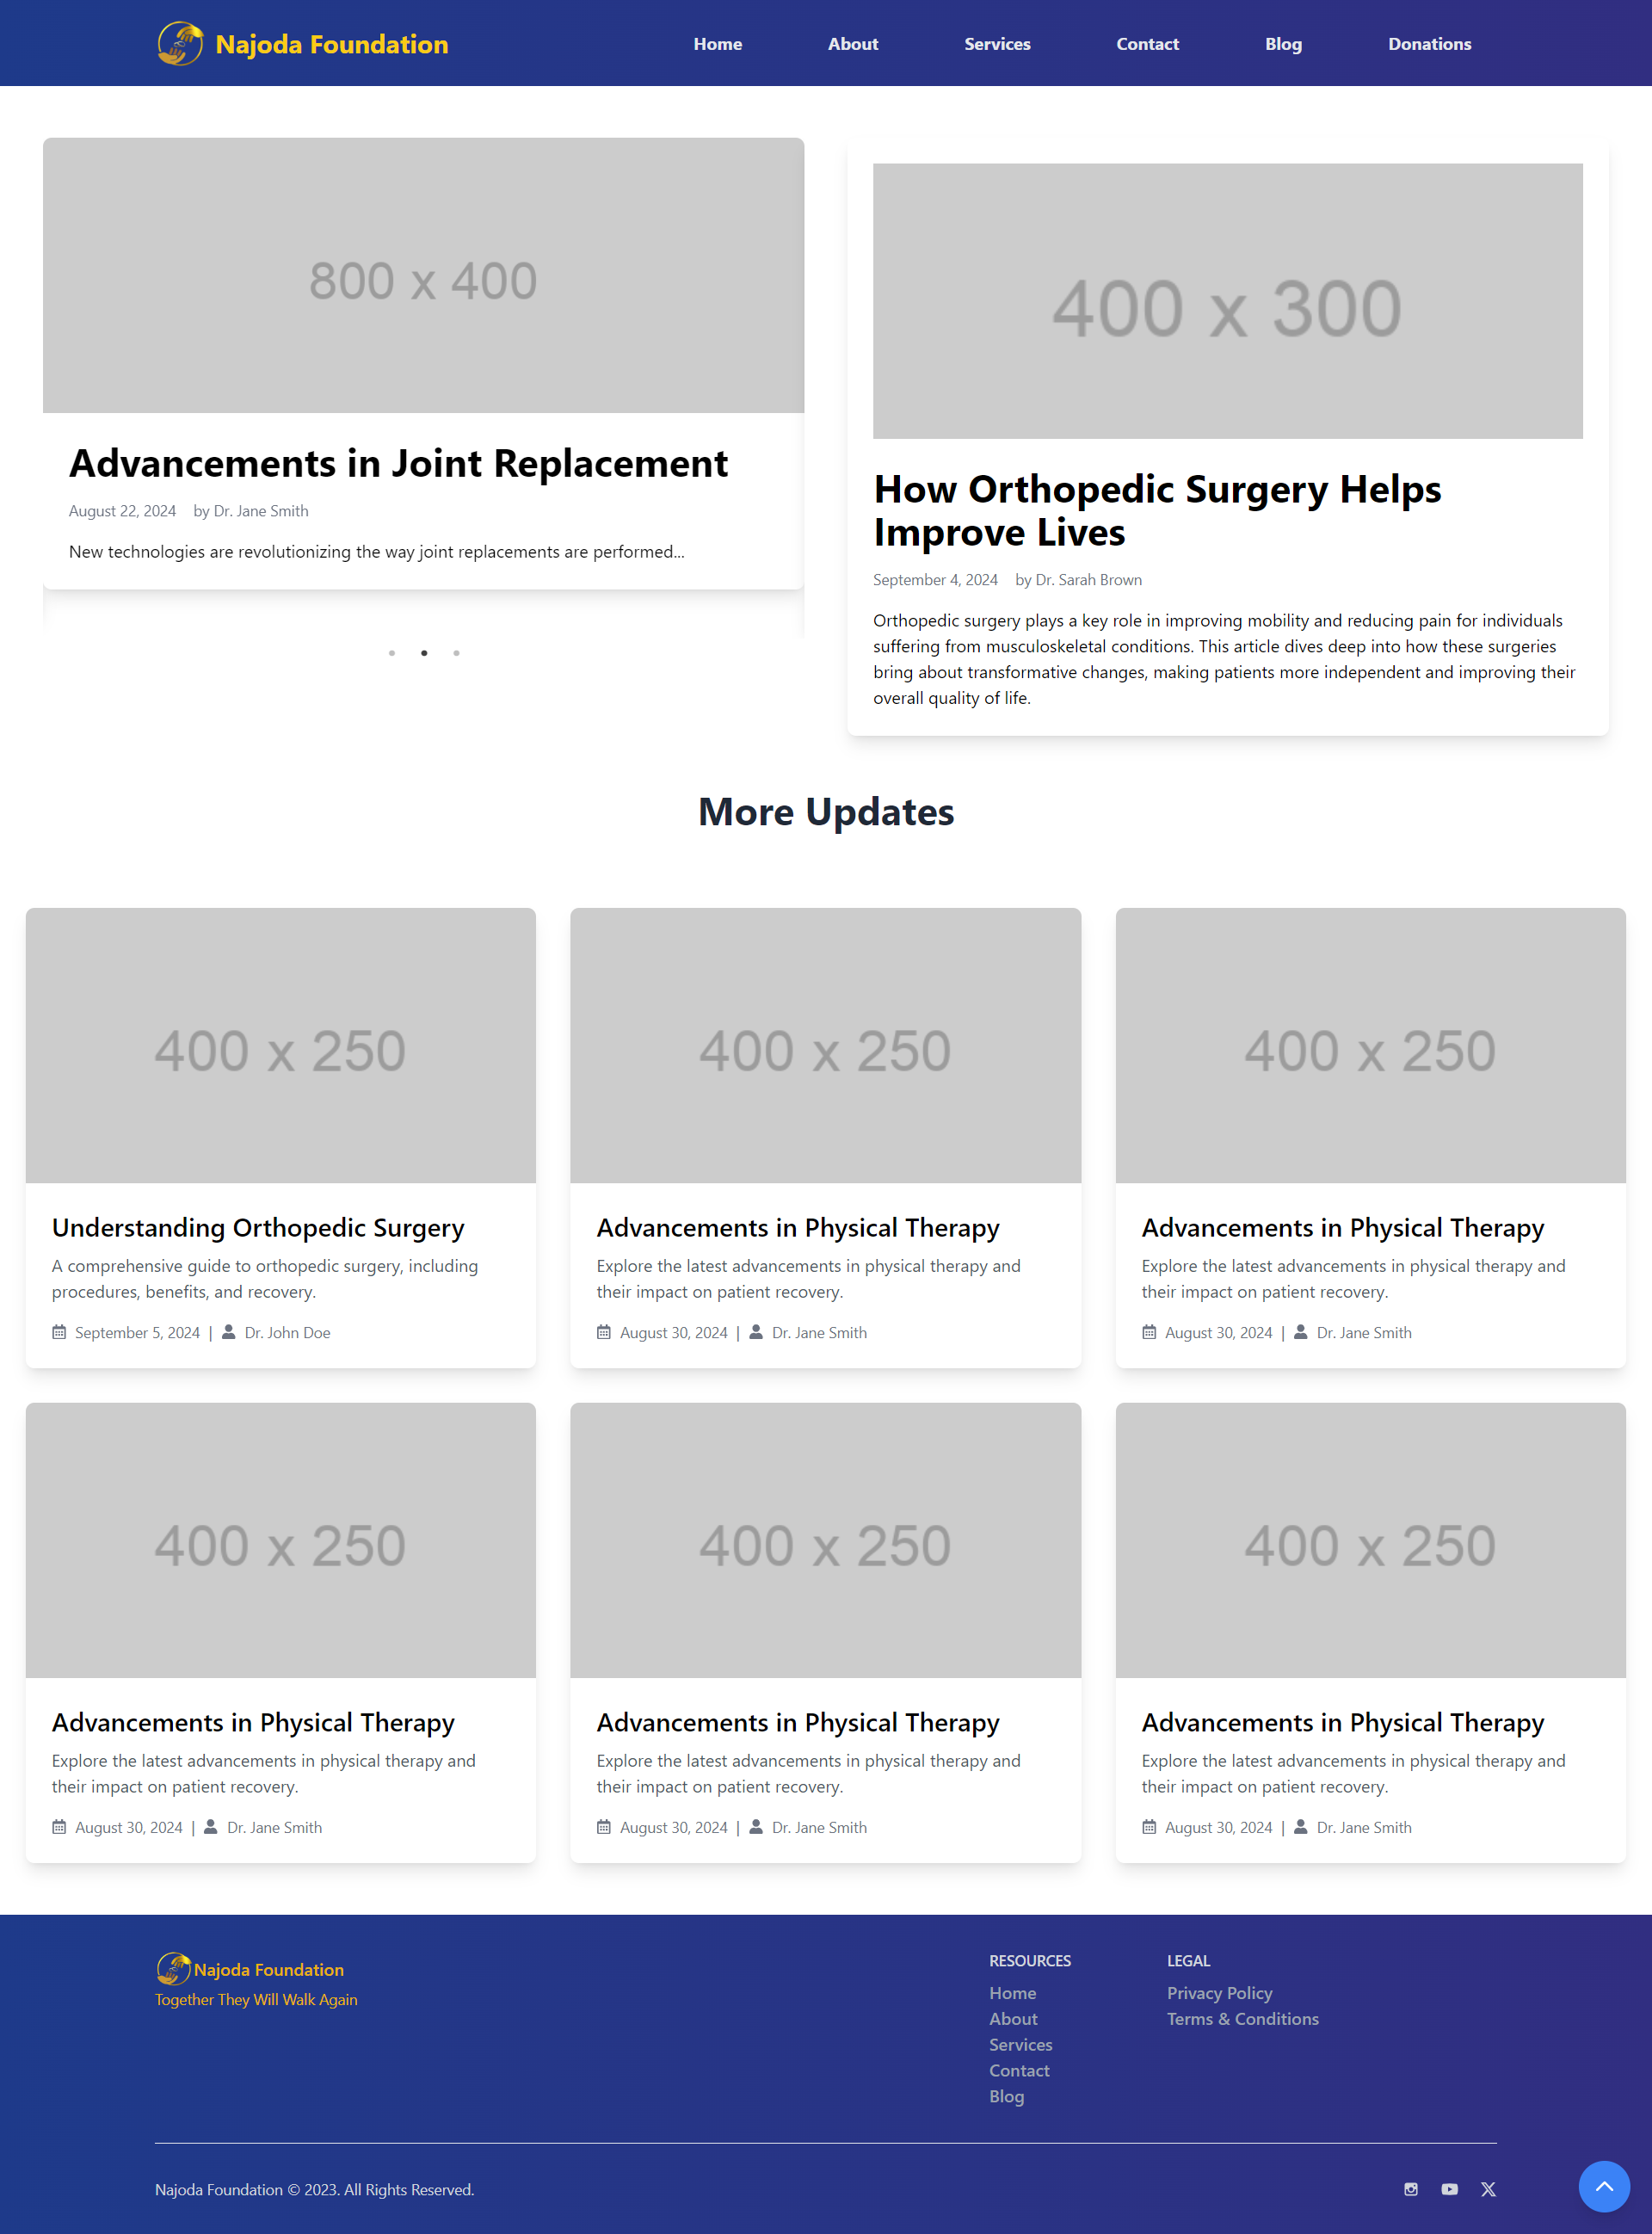 Najoda Foundation
Home About Services Contact Blog Donations
800 x 400
Advancements in Joint Replacement
August 22, 2024 by Dr. Jane Smith
New technologies are revolutionizing the way joint replacements are performed...
400 x 300
How Orthopedic Surgery Helps
Improve Lives
September 4, 2024 by Dr. Sarah Brown
Orthopedic surgery plays a key role in improving mobility and reducing pain for individuals
suffering from musculoskeletal conditions. This article dives deep into how these surgeries
bring about transformative changes, making patients more independent and improving their
overall quality of life.
More Updates
400 x 250
Understanding Orthopedic Surgery
A comprehensive guide to orthopedic surgery, including
procedures, benefits, and recovery.
September 5, 2024 | Dr. John Doe
400 x 250
Advancements in Physical Therapy
Explore the latest advancements in physical therapy and
their impact on patient recovery.
August 30, 2024 | Dr. Jane Smith
400 x 250
Advancements in Physical Therapy
Explore the latest advancements in physical therapy and
their impact on patient recovery.
August 30, 2024 | Dr. Jane Smith
400 x 250
Advancements in Physical Therapy
Explore the latest advancements in physical therapy and
their impact on patient recovery.
August 30, 2024 | Dr. Jane Smith
400 x 250
Advancements in Physical Therapy
Explore the latest advancements in physical therapy and
their impact on patient recovery.
August 30, 2024 | Dr. Jane Smith
400 x 250
Advancements in Physical Therapy
Explore the latest advancements in physical therapy and
their impact on patient recovery.
August 30, 2024 | Dr. Jane Smith
Najoda Foundation
Together They Will Walk Again
RESOURCES
Home
About
Services
Contact
Blog
LEGAL
Privacy Policy
Terms & Conditions
Najoda Foundation © 2023. All Rights Reserved.